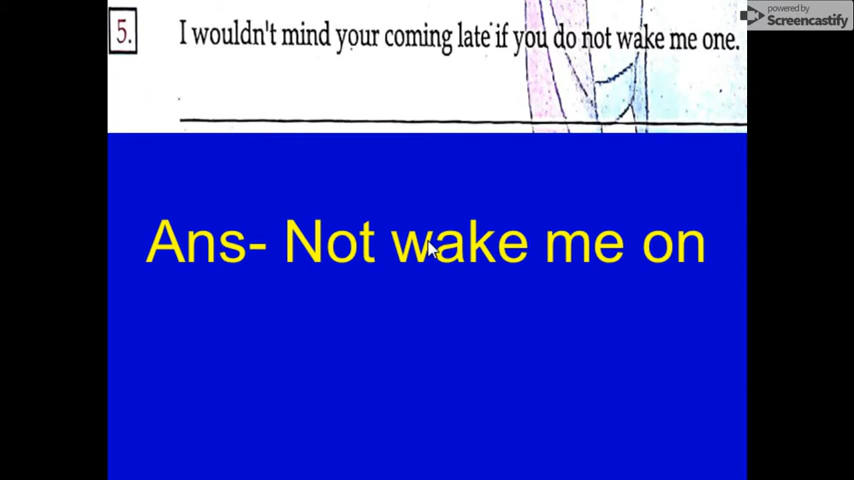 powered by
Screencastify
5. I wouldn't mind your coming late if you do not wake me one.
Ans- Not wake me on